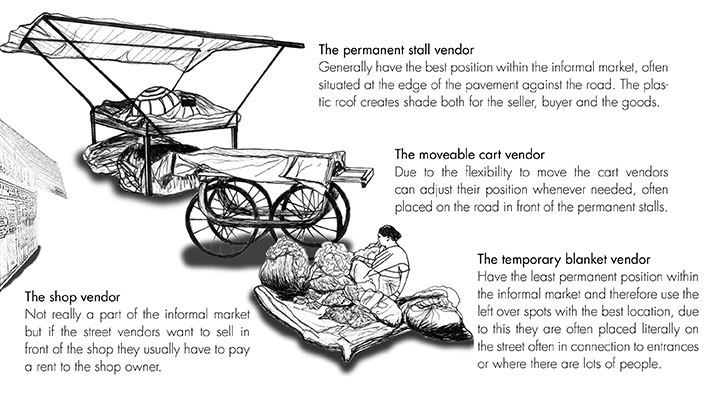 The permanent stall vendor
Generally have the best position within the informal market, often
situated at the edge of the pavement against the road. The plas-
tic roof creates shade both for the seller, buyer and the goods.
The moveable cart vendor
Due to the flexibility to move the cart vendors
can adjust their position whenever needed, often
placed on the road in front of the permanent stalls.
The temporary blanket vendor
Have the least permanent position within
the informal market and therefore use the
left over spots with the best location, due
to this they are often placed literally on
the street often in connection to entrances
or where there are lots of people.
The shop vendor
Not really a part of the informal market
but if the street vendors want to sell in
front of the shop they usually have to pay
a rent to the shop owner.